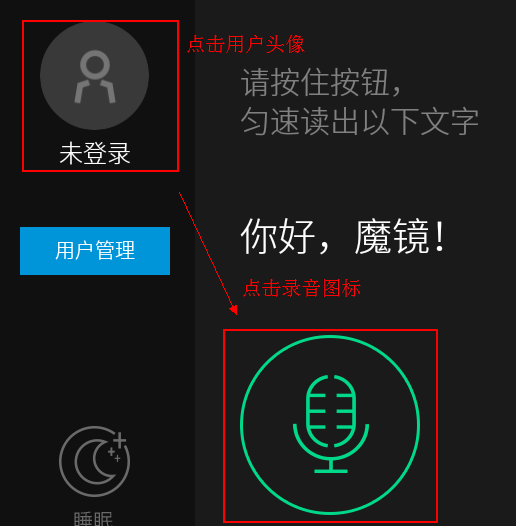 点击用户头像
请按住按钮，
匀速读出以下文字
未登录
你好，魔镜！
用户管理
点击录音图标
睡眠